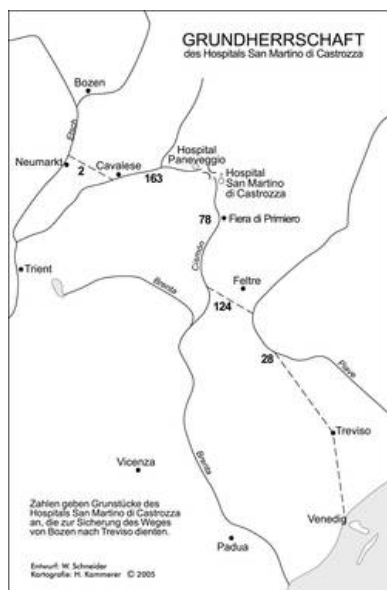 GRUNDHERRSCHAFT
des Hospitals San Martino di Castrozza
Bozen
Etsch
Neumarkt
2
Cavalese
163
Hospital
Paneveggio
Hospital
San Martino
di Castrozza
78
Fiera di Primiero
Cismón
Trient
Brenta
Feltre
124
28
Piave
Treviso
Brenta
Vicenza
Venedig
Padua
Zahlen geben Grunstücke des
Hospitals San Martino di Castrozza
an, die zur Sicherung des Weges
von Bozen nach Treviso dienten.
Entwurf: W. Schneider
Kartografie: H. Kammerer © 2005